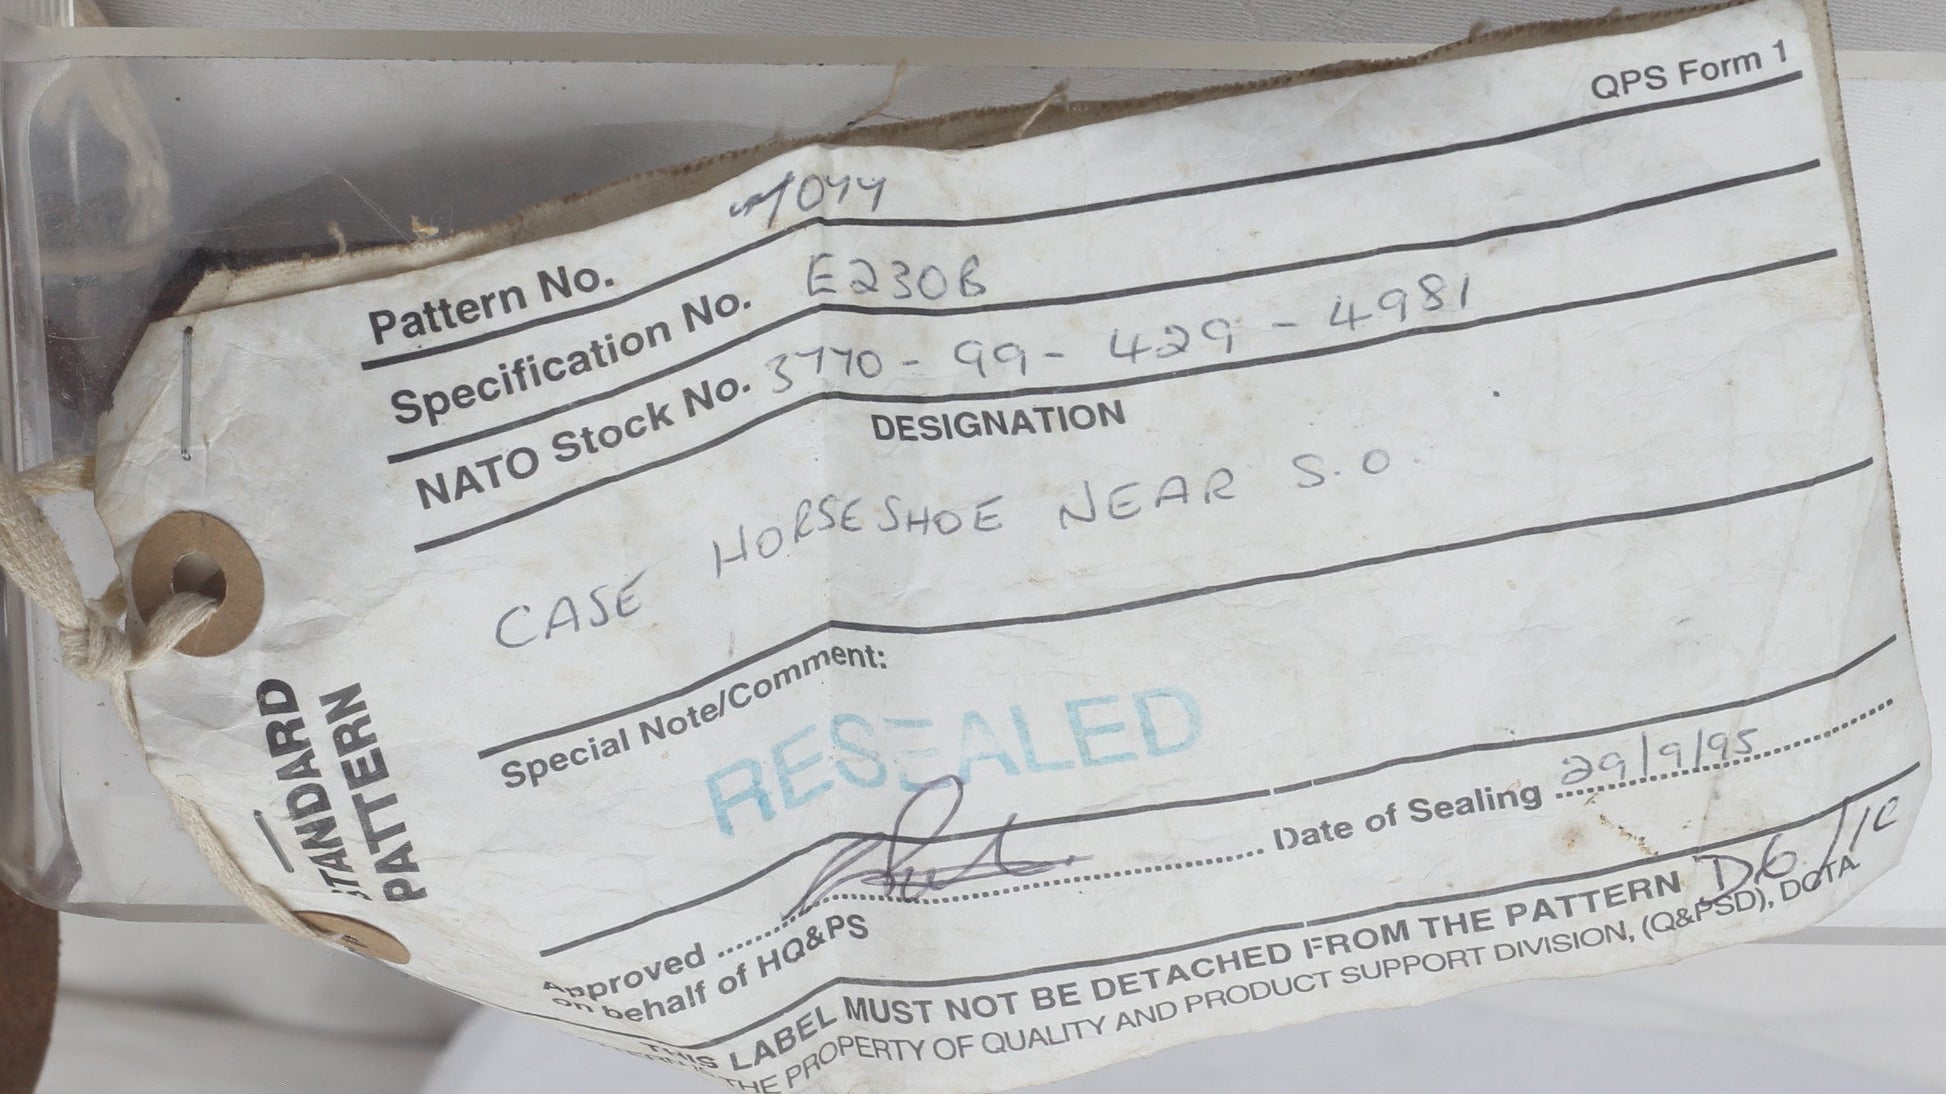 QPS Form 1
Pattern No.
Specification No. E230B
NATO Stock No. 3770-99-429-4981
DESIGNATION
CASE HORSESHOE NEAR S.O.
Special Note/Comment:
RESEALED
Approved .......... Date of Sealing 29/9/95
on behalf of HQ&PS
THIS LABEL MUST NOT BE DETACHED FROM THE PATTERN
THE PROPERTY OF QUALITY AND PRODUCT SUPPORT DIVISION, (Q&PSD), DCTA
STANDARD
PATTERN